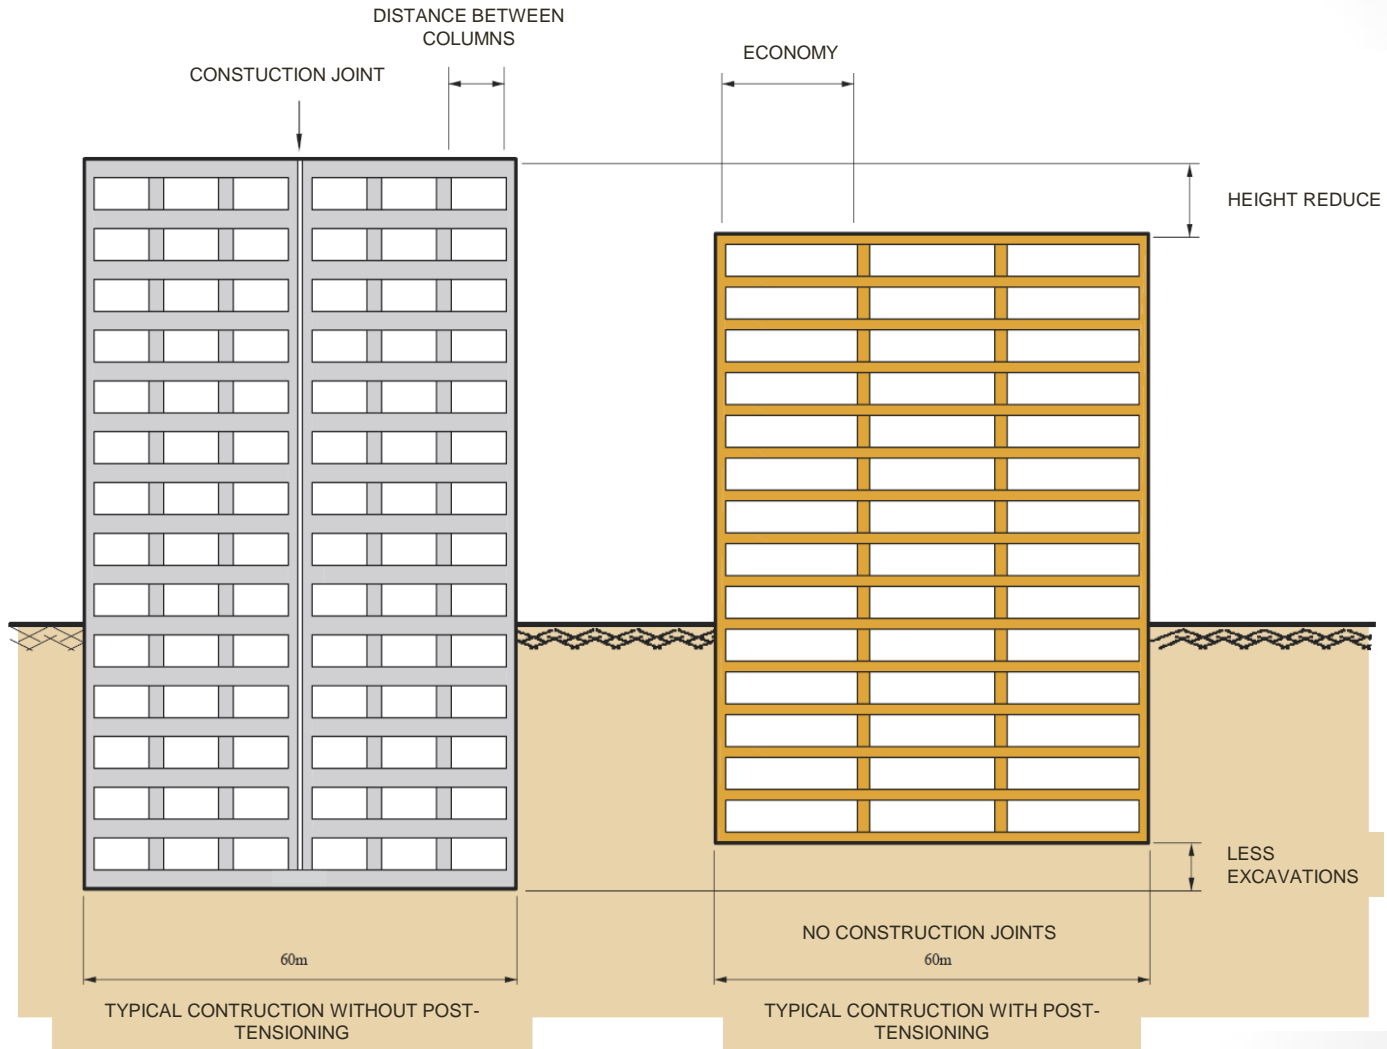 DISTANCE BETWEEN
COLUMNS
CONSTUCTION JOINT
ECONOMY
HEIGHT REDUCE
LESS
EXCAVATIONS
NO CONSTRUCTION JOINTS
60m
60m
TYPICAL CONTRUCTION WITHOUT POST-
TENSIONING
TYPICAL CONTRUCTION WITH POST-
TENSIONING